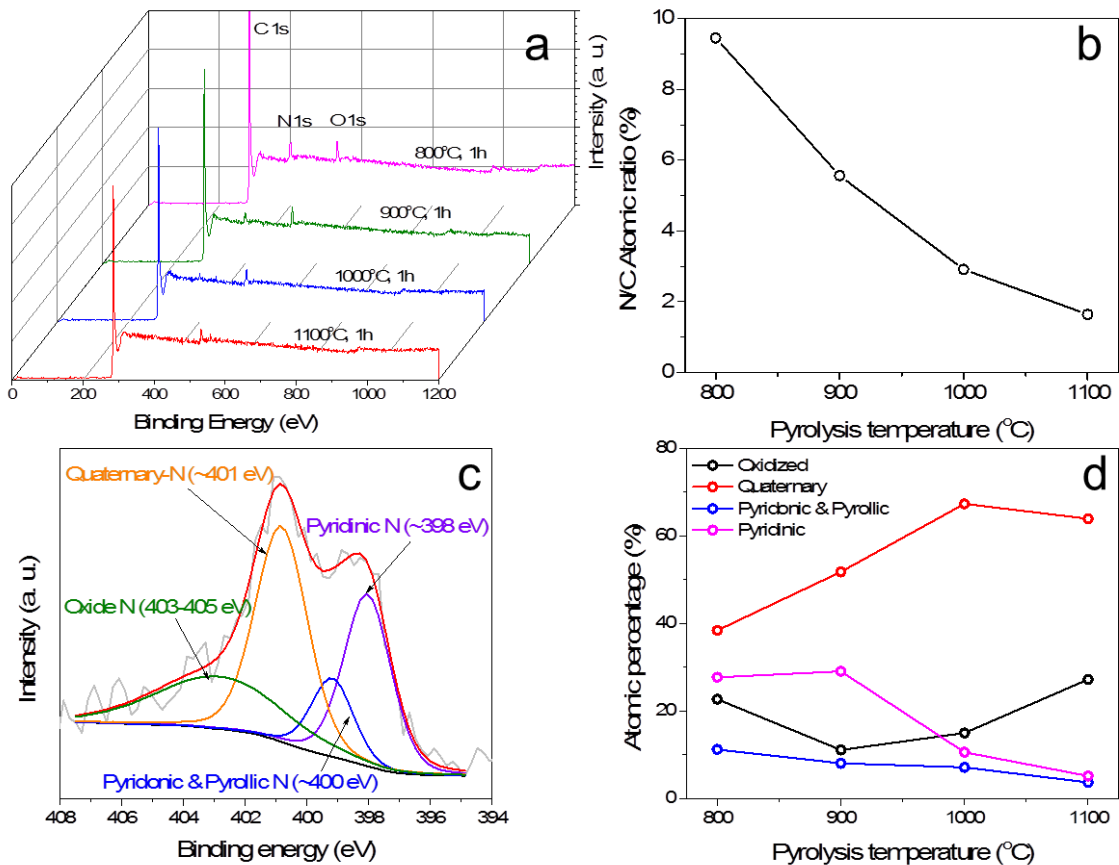 a
C1s
N1s
O1s
800°C, 1h
900°C, 1h
1000°C, 1h
1100°C, 1h
Intensity (a. u.)
0 200 400 600 800 1000 1200
Binding Energy (eV)
b
N/C Atomic ratio (%)
10
8
6
4
2
0
800 900 1000 1100
Pyrolysis temperature (°C)
c
Quaternary-N (~401 eV)
Pyridinic N (~398 eV)
Oxide N (403-405 eV)
Pyridonic & Pyrollic N (~400 eV)
Intensity (a. u.)
408 406 404 402 400 398 396 394
Binding energy (eV)
d
Oxidized
Quaternary
Pyridonic & Pyrollic
Pyridinic
Atomic percentage (%)
80
60
40
20
0
800 900 1000 1100
Pyrolysis temperature (°C)